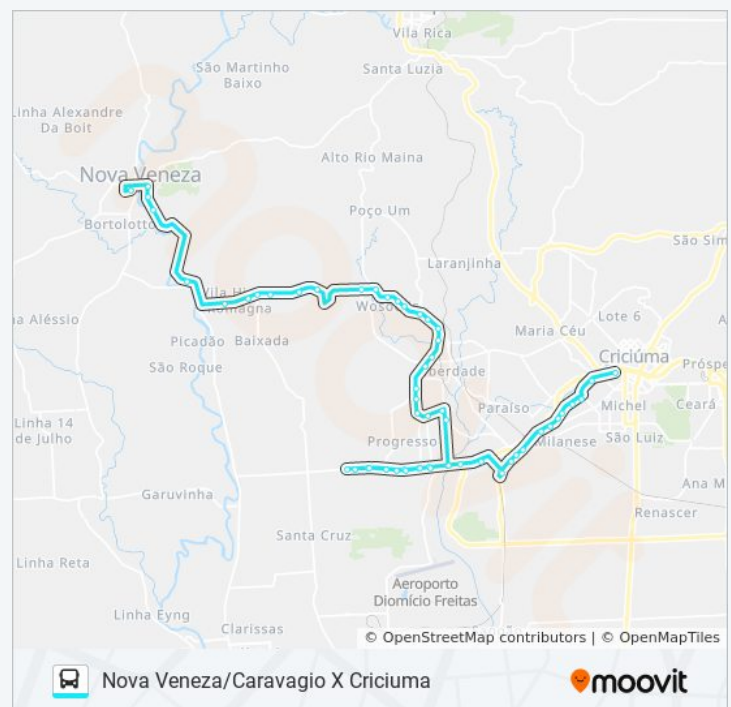 Vila Rica
São Martinho
Baixo
Santa Luzia
Linha Alexandre
Da Boit
Alto Rio Maina
Nova Veneza
Poço Um
Bortolotto
São Sim
Laranjinha
Vila
Romagna
Lote 6
a Aléssio
Maria Céu
Picadão
Baixada
Criciúma
São Roque
Próspe
berdade
Michel
Ceará
Paraíso
Linha 14
de Julho
Progresso
Milanese
São Luiz
Ana M
Garuvinha
Renascer
Santa Cruz
Linha Reta
Aeroporto
Diomício Freitas
Linha Eyng
Clarissas
© OpenStreetMap contributors | © OpenMapTiles
Nova Veneza/Caravagio X Criciuma
moovit